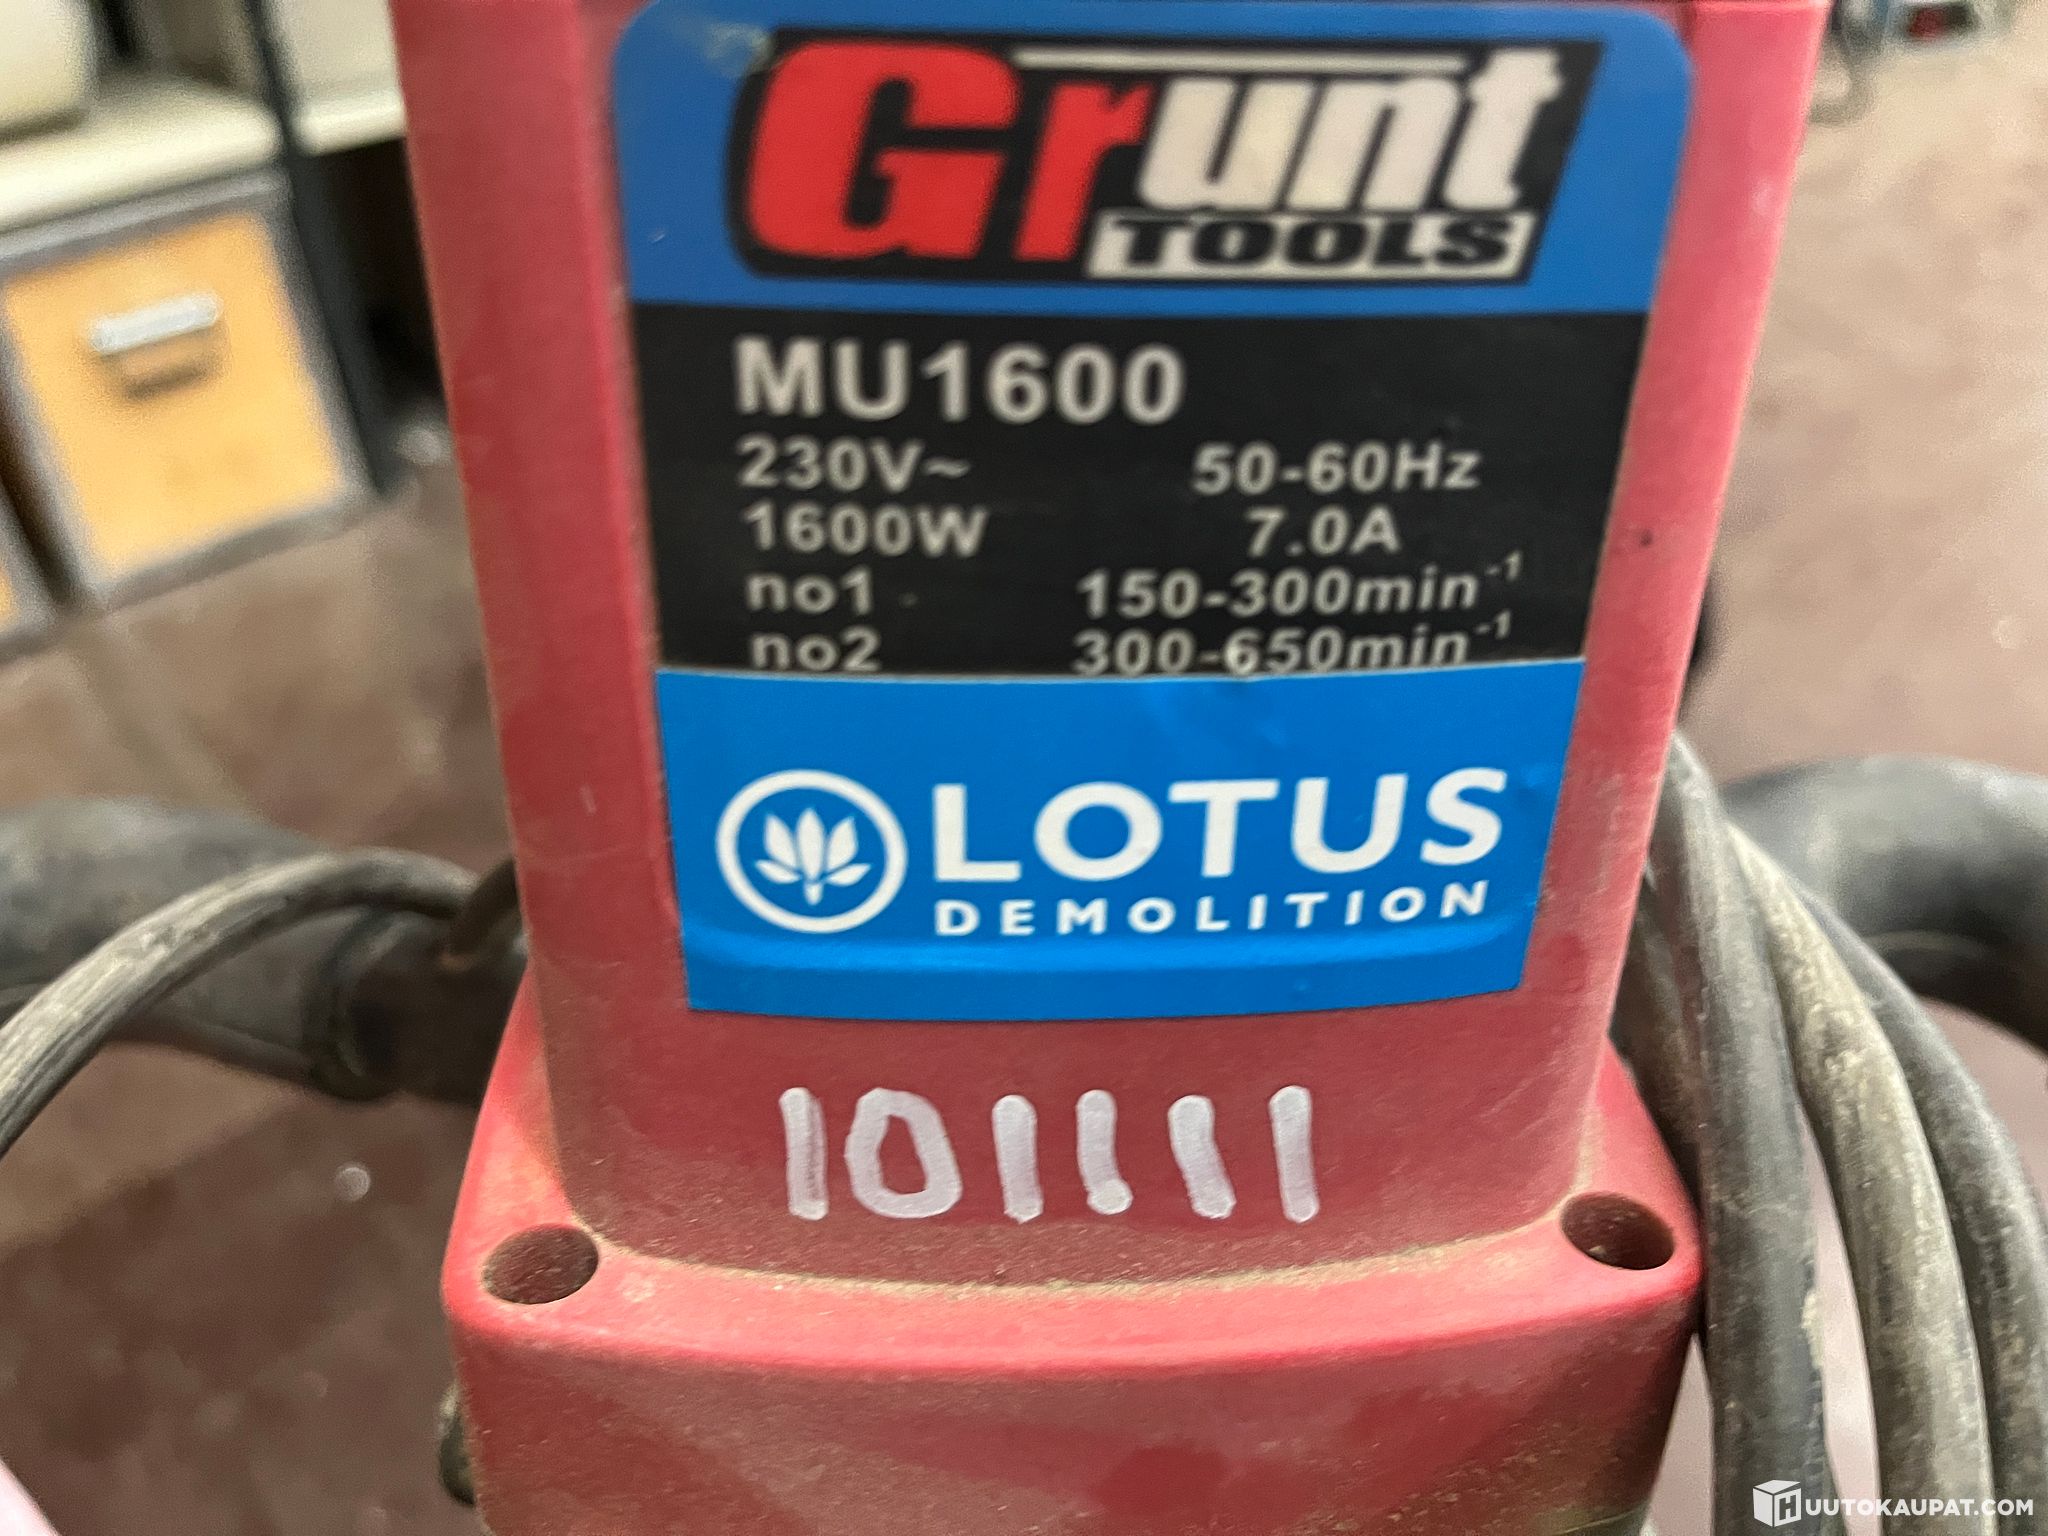 Grunt
TOOLS
MU1600
230V~ 50-60Hz
1600W 7.0A
no1 150-300min⁻¹
no2 300-650min⁻¹
LOTUS
DEMOLITION
101111
HUUTOKAUPAT.COM